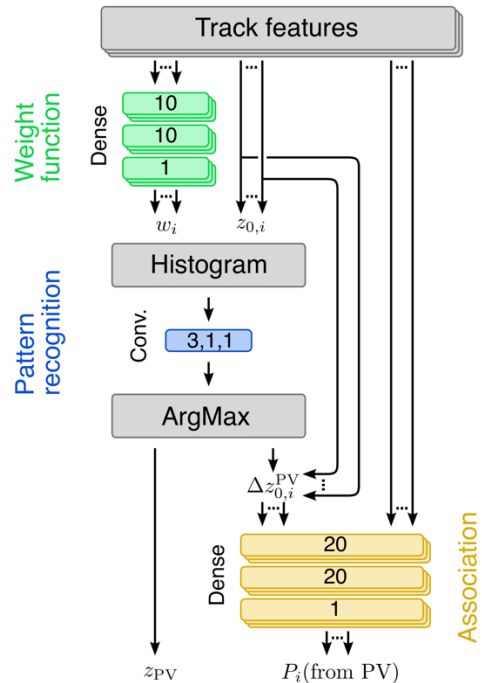 Track features
...
...
...
Weight
function
Dense
10
10
1
...
...
w_i
z_{0,i}
Histogram
Pattern
recognition
Conv.
3,1,1
ArgMax
Δz_{0,i}^{PV}
...
...
...
Association
Dense
20
20
1
...
z_{PV}
P_i(from PV)